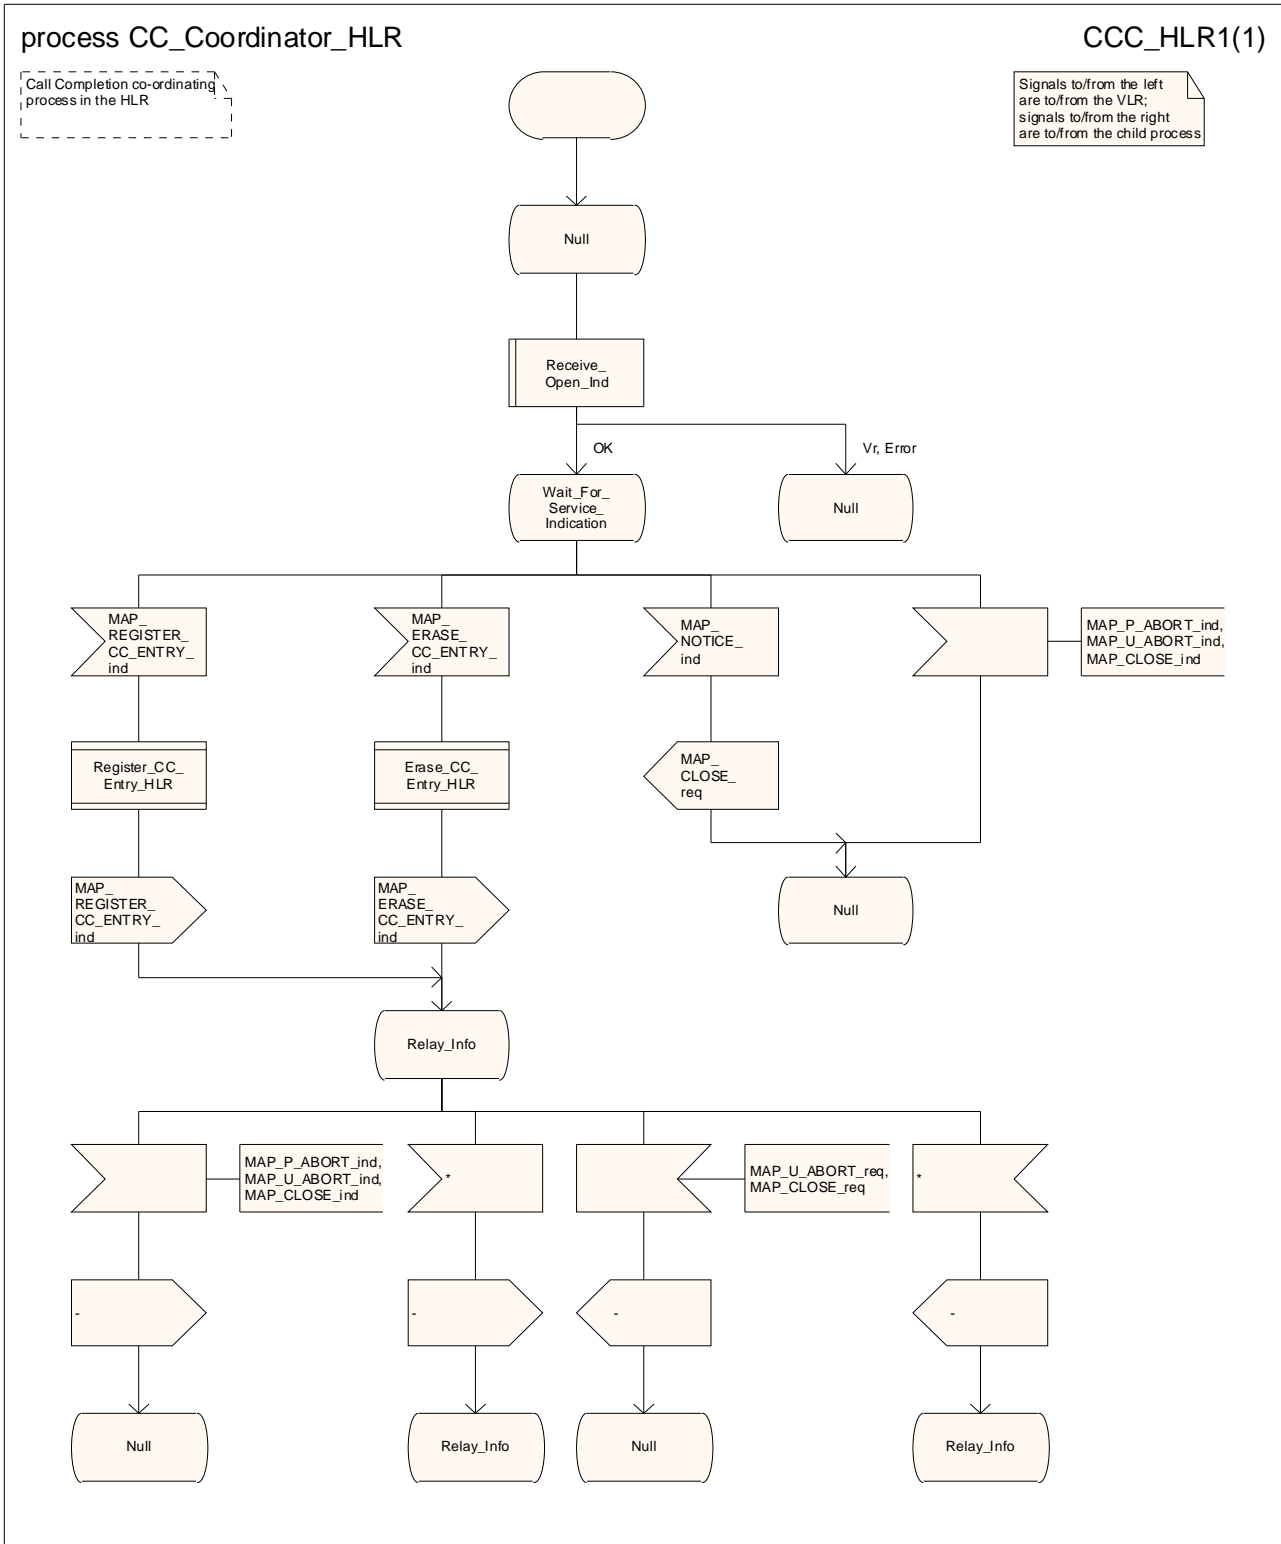 process CC_Coordinator_HLR
CCC_HLR1(1)
Call Completion co-ordinating
process in the HLR
Signals to/from the left
are to/from the VLR;
signals to/from the right
are to/from the child process
Null
Receive_
Open_Ind
OK
Vr, Error
Wait_For_
Service_
Indication
Null
MAP_
REGISTER_
CC_ENTRY_
ind
MAP_
ERASE_
CC_ENTRY_
ind
MAP_
NOTICE_
ind
MAP_P_ABORT_ind,
MAP_U_ABORT_ind,
MAP_CLOSE_ind
Register_CC_
Entry_HLR
Erase_CC_
Entry_HLR
MAP_
CLOSE_
req
MAP_
REGISTER_
CC_ENTRY_
ind
MAP_
ERASE_
CC_ENTRY_
ind
Null
Relay_Info
MAP_P_ABORT_ind,
MAP_U_ABORT_ind,
MAP_CLOSE_ind
*
MAP_U_ABORT_req,
MAP_CLOSE_req
*
-
-
-
-
Null
Relay_Info
Null
Relay_Info